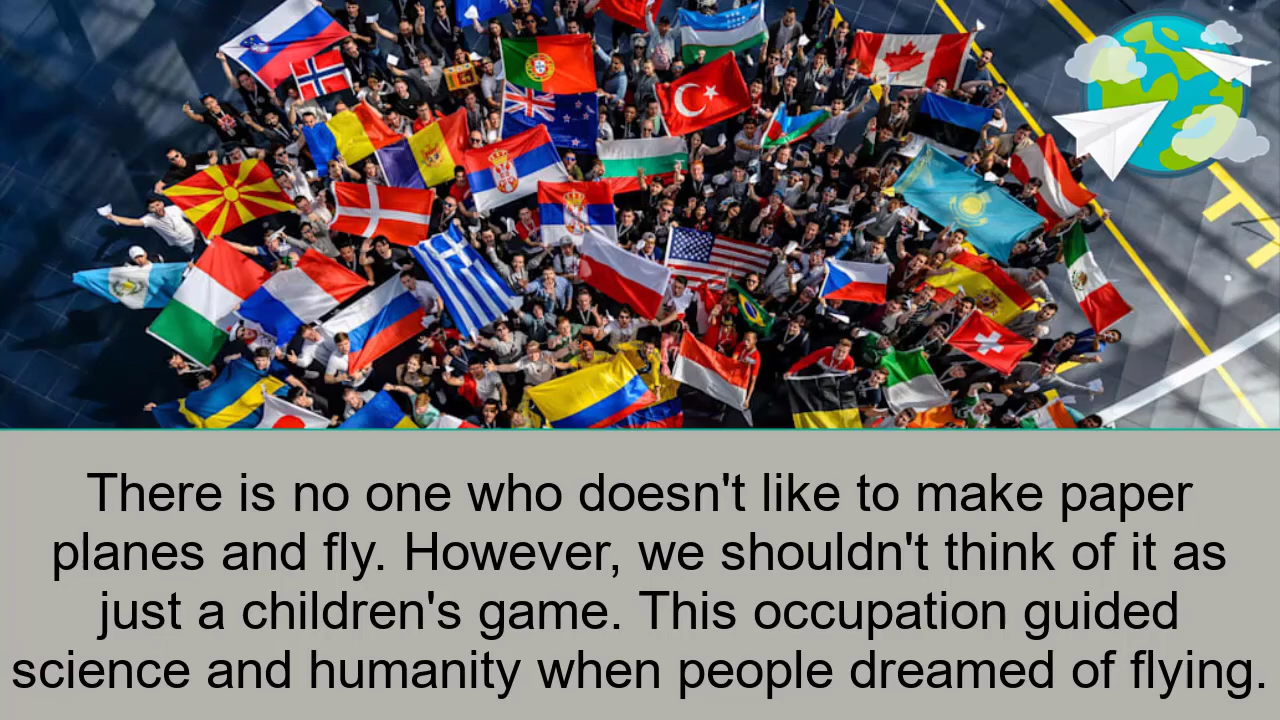 There is no one who doesn't like to make paper
planes and fly. However, we shouldn't think of it as
just a children's game. This occupation guided
science and humanity when people dreamed of flying.